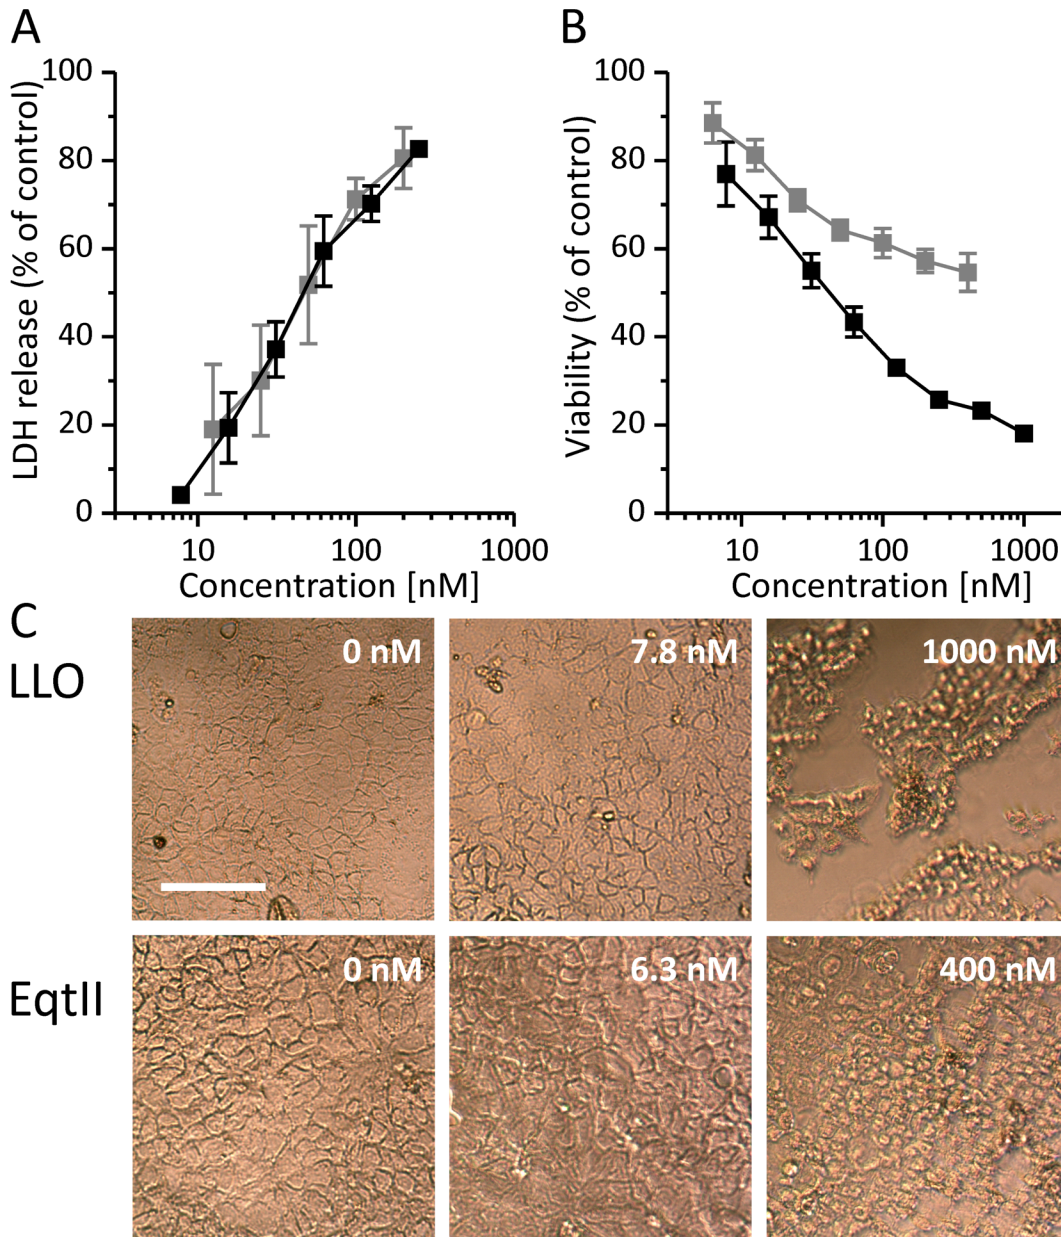 A
B
LDH release (% of control)
100
80
60
40
20
0
10
100
1000
Concentration [nM]
Viability (% of control)
100
80
60
40
20
0
10
100
1000
Concentration [nM]
C
LLO
0 nM
7.8 nM
1000 nM
EqtII
0 nM
6.3 nM
400 nM